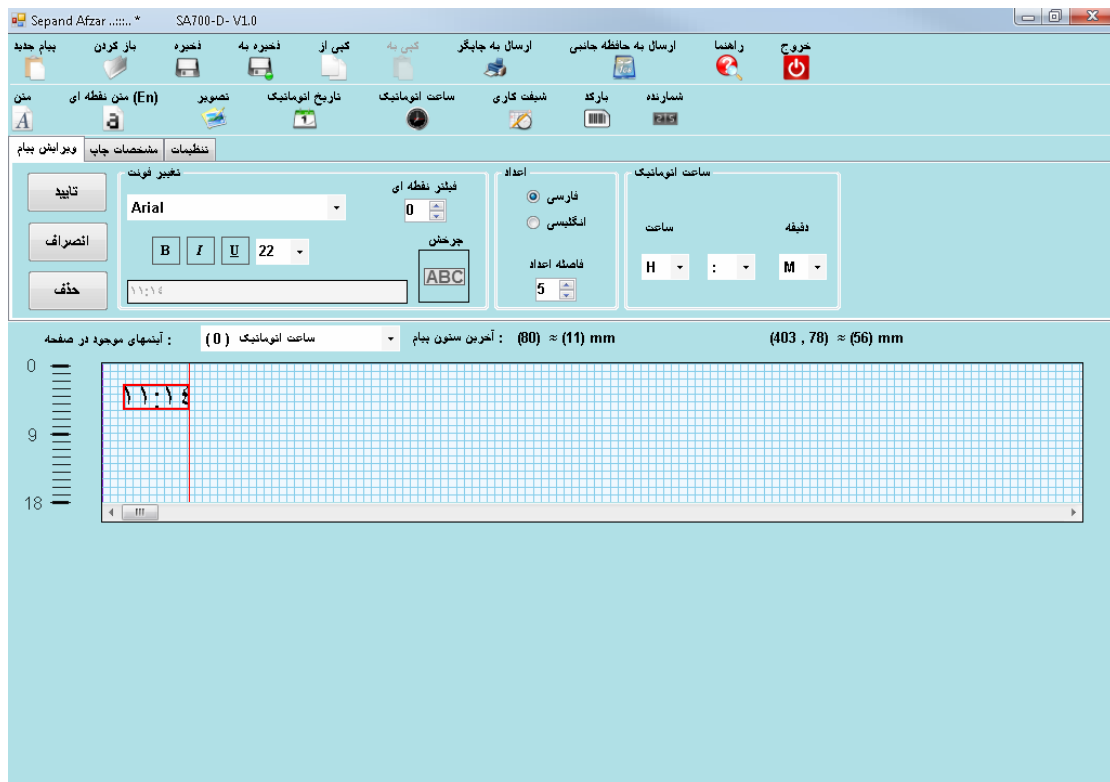 Sepand Afzar ..::::.. * SA700-D- V1.0
پیام جدید باز کردن ذخیره ذخیره به کپی از کپی به ارسال به چاپگر ارسال به حافظه جانبی راهنما خروج
متن متن نقطه ای (En) تصویر تاریخ اتوماتیک ساعت اتوماتیک شیفت کاری بارکد شمارنده
ویرایش پیام مشخصات چاپ تنظیمات
تایید
انصراف
حذف
تغییر فونت
Arial
فیلتر نقطه ای
0
B I U 22
چرخش
ABC
۱۱:۱٤
اعداد
فارسی
انگلیسی
فاصله اعداد
5
ساعت اتوماتیک
ساعت دقیقه
H : M
آیتمهای موجود در صفحه :
ساعت اتوماتیک ( 0 )
آخرین ستون پیام : (80) ≈ (11) mm
(403 , 78) ≈ (56) mm
0
9
18
۱۱:۱٤